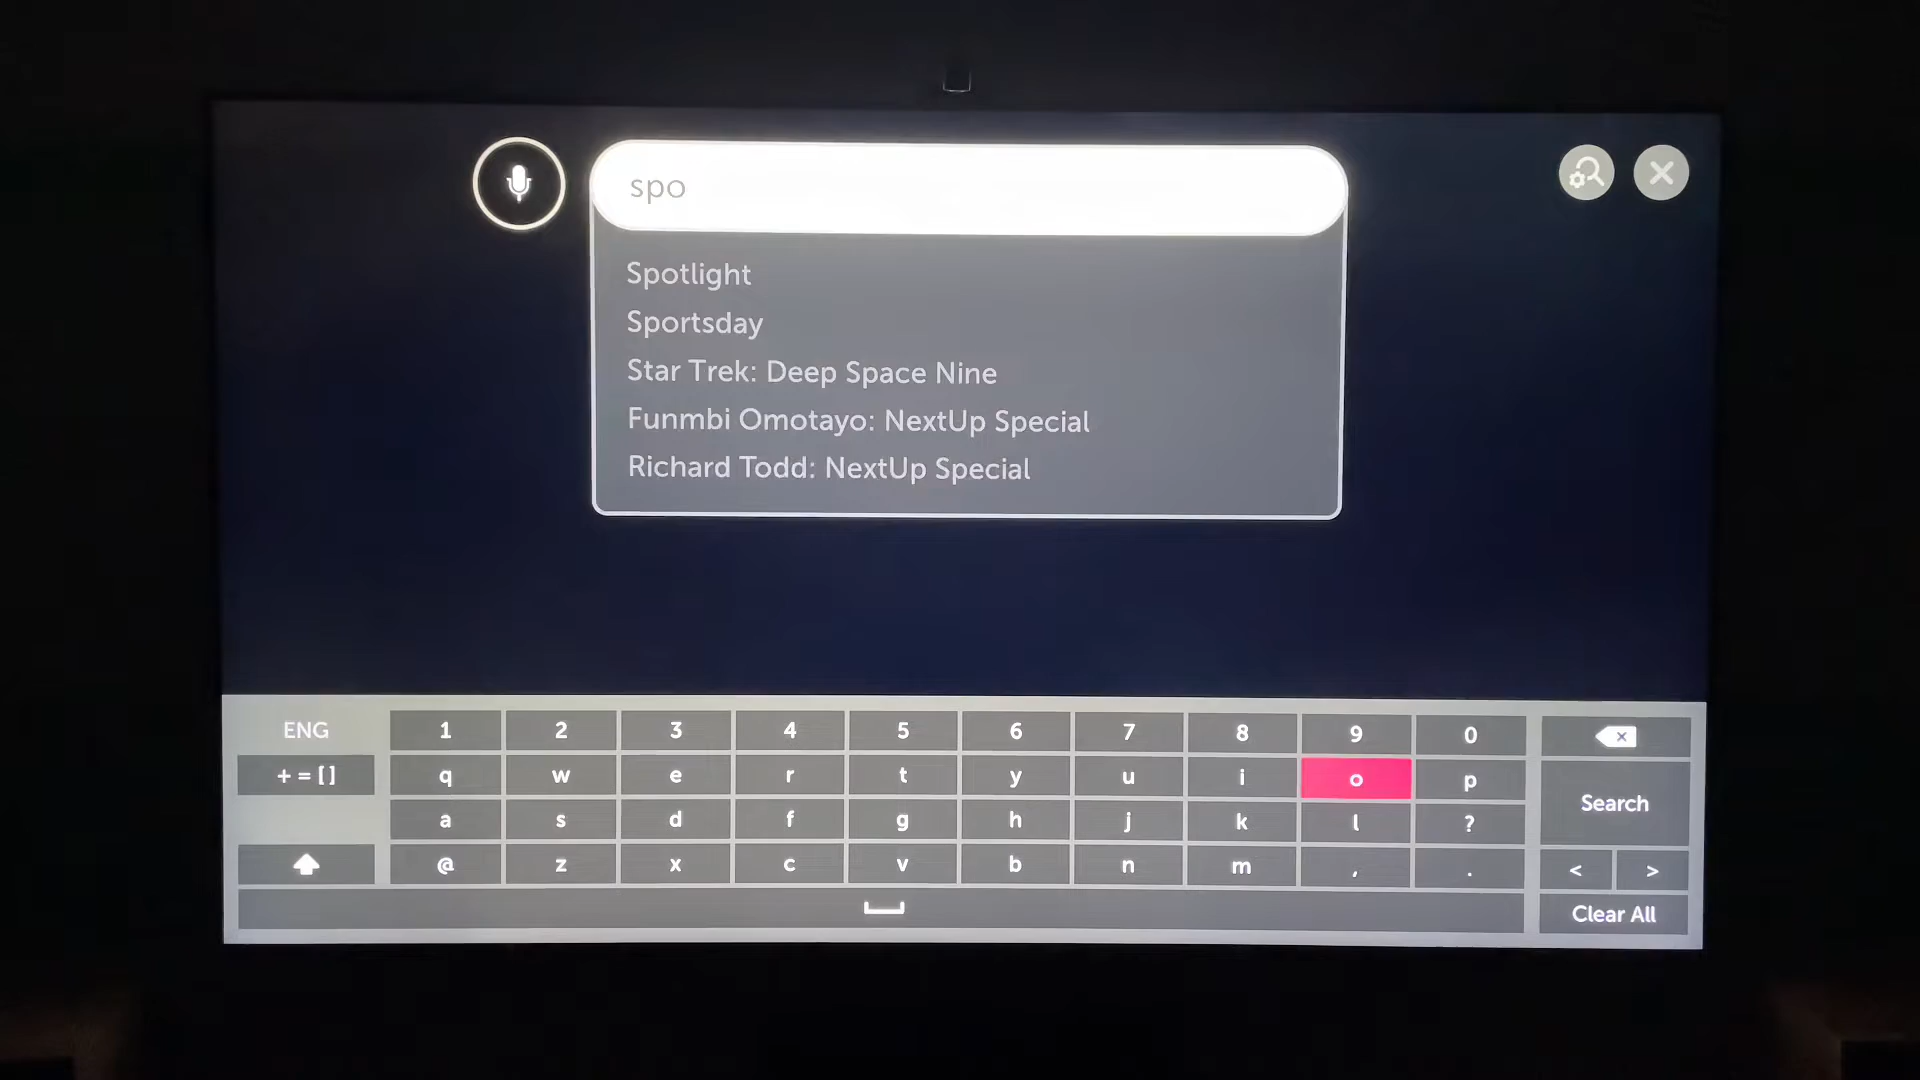 spo
Spotlight
Sportsday
Star Trek: Deep Space Nine
Funmbi Omotayo: NextUp Special
Richard Todd: NextUp Special
ENG 1 2 3 4 5 6 7 8 9 0
+ = [ ] q w e r t y u i o p
a s d f g h j k l ? Search
@ z x c v b n m , . < >
Clear All